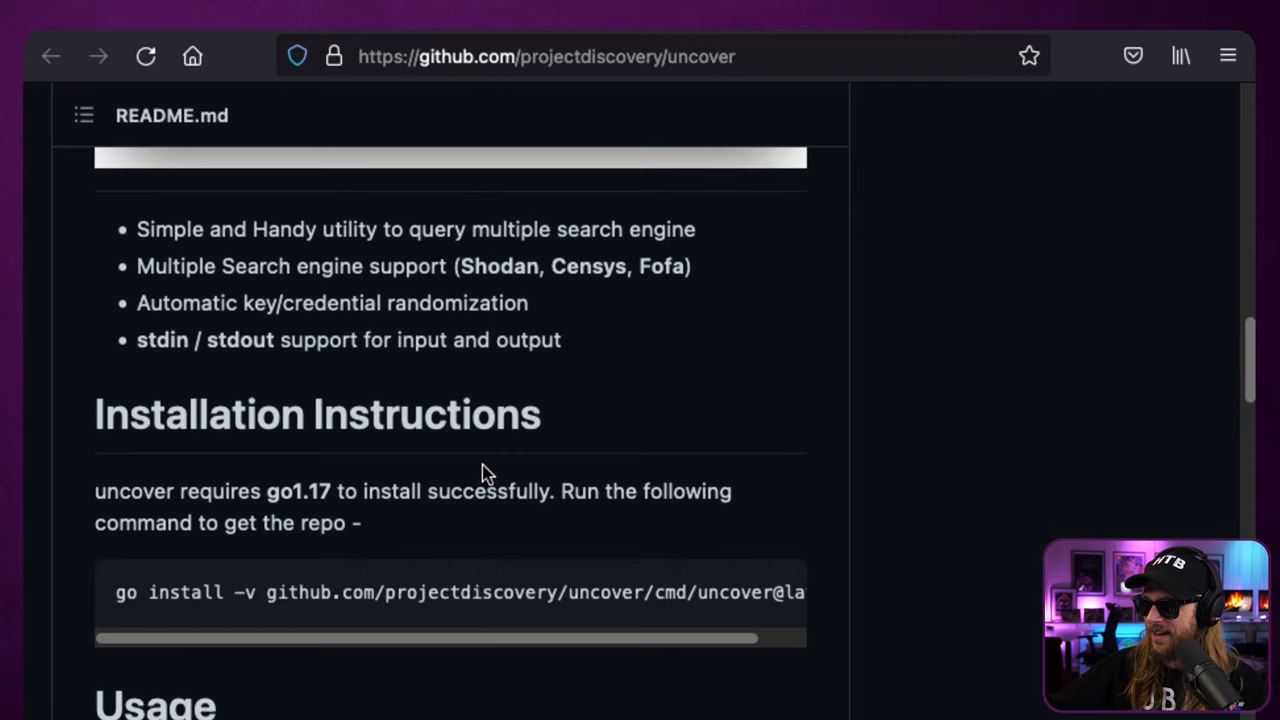 https://github.com/projectdiscovery/uncover
README.md
Simple and Handy utility to query multiple search engine
Multiple Search engine support (Shodan, Censys, Fofa)
Automatic key/credential randomization
stdin / stdout support for input and output
Installation Instructions
uncover requires go1.17 to install successfully. Run the following
command to get the repo -
go install -v github.com/projectdiscovery/uncover/cmd/uncover@la
Usage
HTB